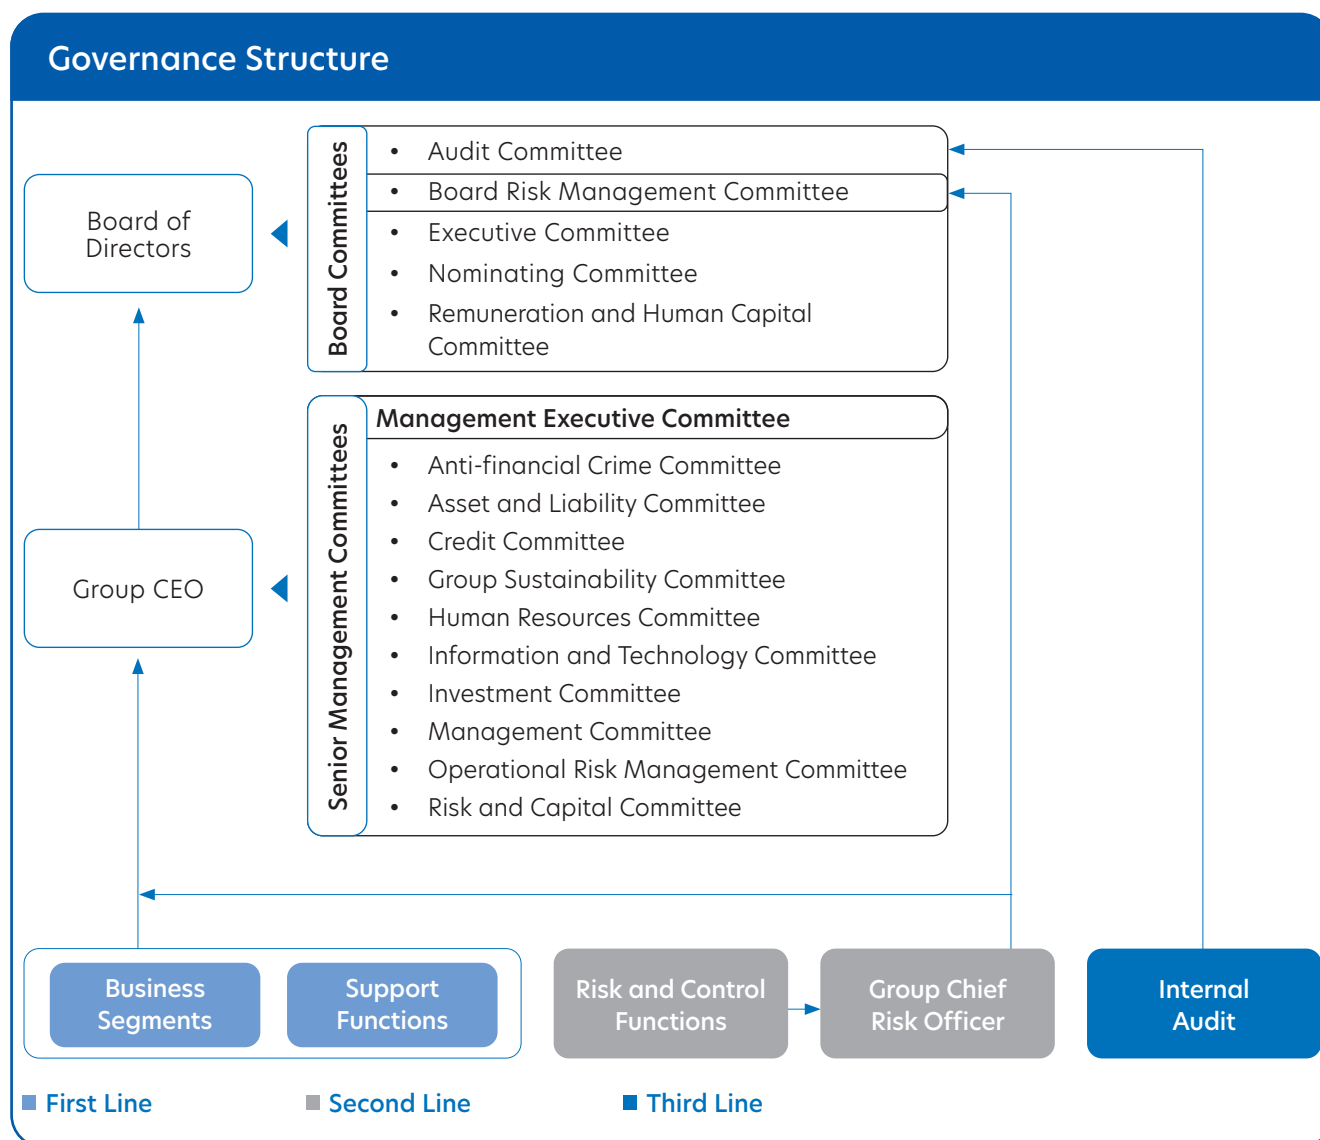 Governance Structure
Board of
Directors
Board Committees
• Audit Committee
• Board Risk Management Committee
• Executive Committee
• Nominating Committee
• Remuneration and Human Capital
Committee
Group CEO
Senior Management Committees
Management Executive Committee
• Anti-financial Crime Committee
• Asset and Liability Committee
• Credit Committee
• Group Sustainability Committee
• Human Resources Committee
• Information and Technology Committee
• Investment Committee
• Management Committee
• Operational Risk Management Committee
• Risk and Capital Committee
Business
Segments
Support
Functions
Risk and Control
Functions
Group Chief
Risk Officer
Internal
Audit
First Line
Second Line
Third Line